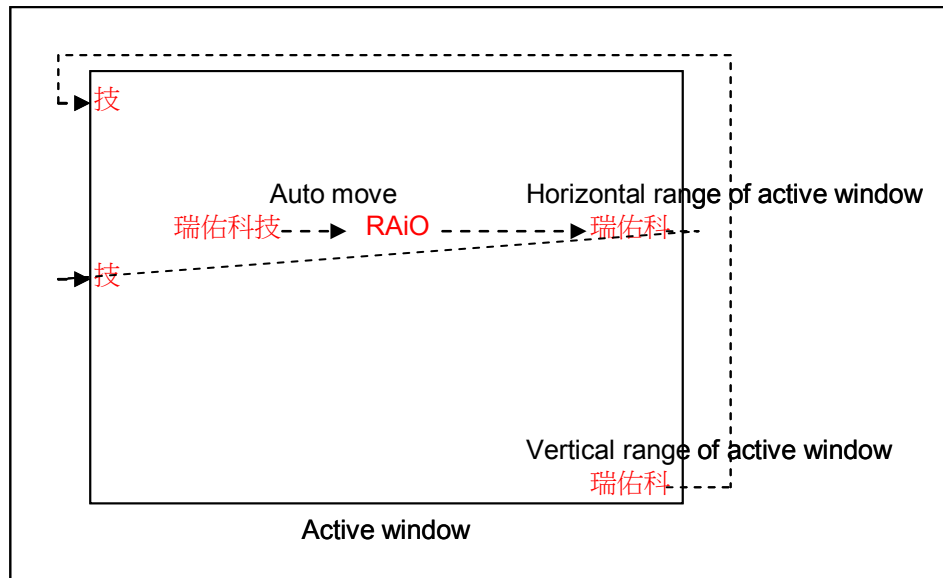 技
Auto move
Horizontal range of active window
瑞佑科技
RAiO
瑞佑科
技
Vertical range of active window
瑞佑科
Active window